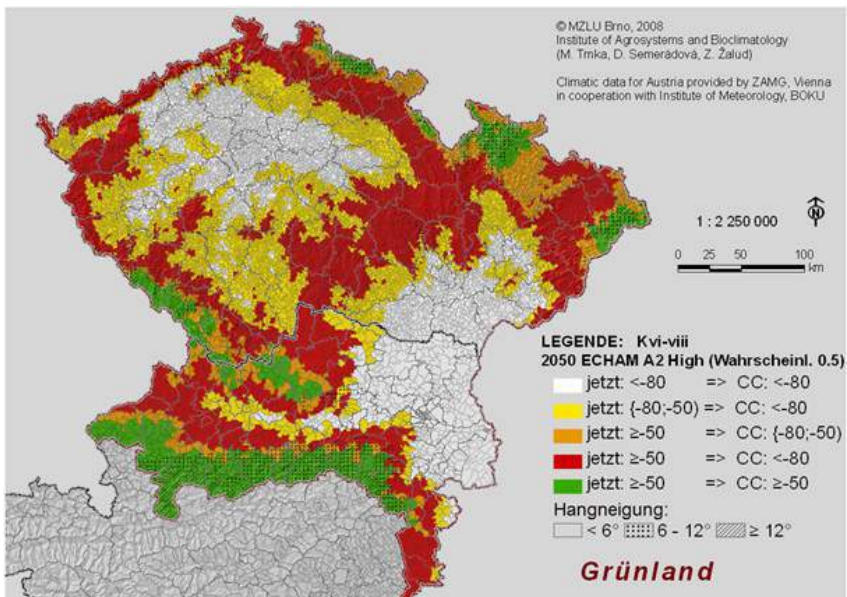 © MZLU Brno, 2008
Institute of Agrosystems and Bioclimatology
(M. Trnka, D. Semerádová, Z. Žalud)
Climatic data for Austria provided by ZAMG, Vienna
in cooperation with Institute of Meteorology, BOKU
1 : 2 250 000
N
0 25 50 100
km
LEGENDE: Kvi-viii
2050 ECHAM A2 High (Wahrscheinl. 0.5)
jetzt: <-80 => CC: <-80
jetzt: {-80;-50) => CC: <-80
jetzt: ≥-50 => CC: {-80;-50)
jetzt: ≥-50 => CC: <-80
jetzt: ≥-50 => CC: ≥-50
Hangneigung:
< 6° 6 - 12° ≥ 12°
Grünland